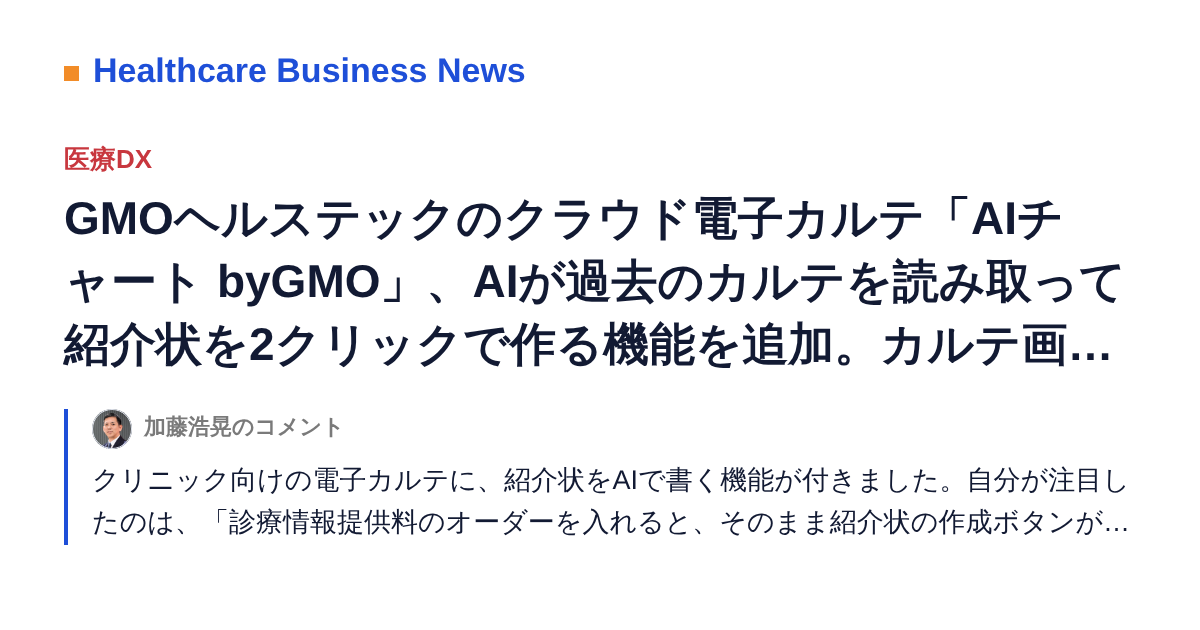 Healthcare Business News
医療DX
GMOヘルステックのクラウド電子カルテ「AIチ
ャート byGMO」、AIが過去のカルテを読み取って
紹介状を2クリックで作る機能を追加。カルテ画…
加藤浩晃のコメント
クリニック向けの電子カルテに、紹介状をAIで書く機能が付きました。自分が注目し
たのは、「診療情報提供料のオーダーを入れると、そのまま紹介状の作成ボタンが…